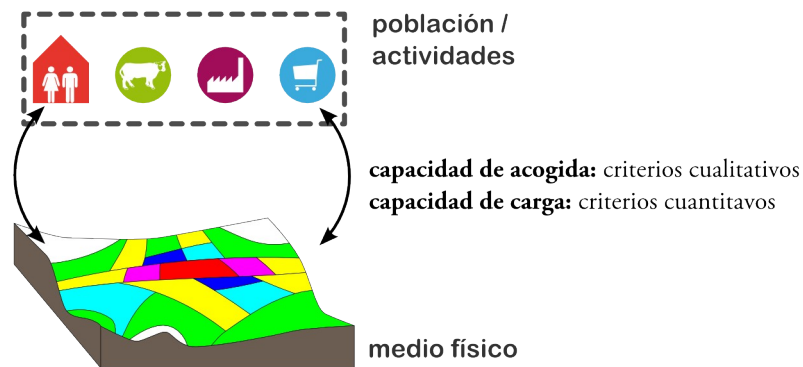 población /
actividades
capacidad de acogida: criterios cualitativos
capacidad de carga: criterios cuantitavos
medio físico